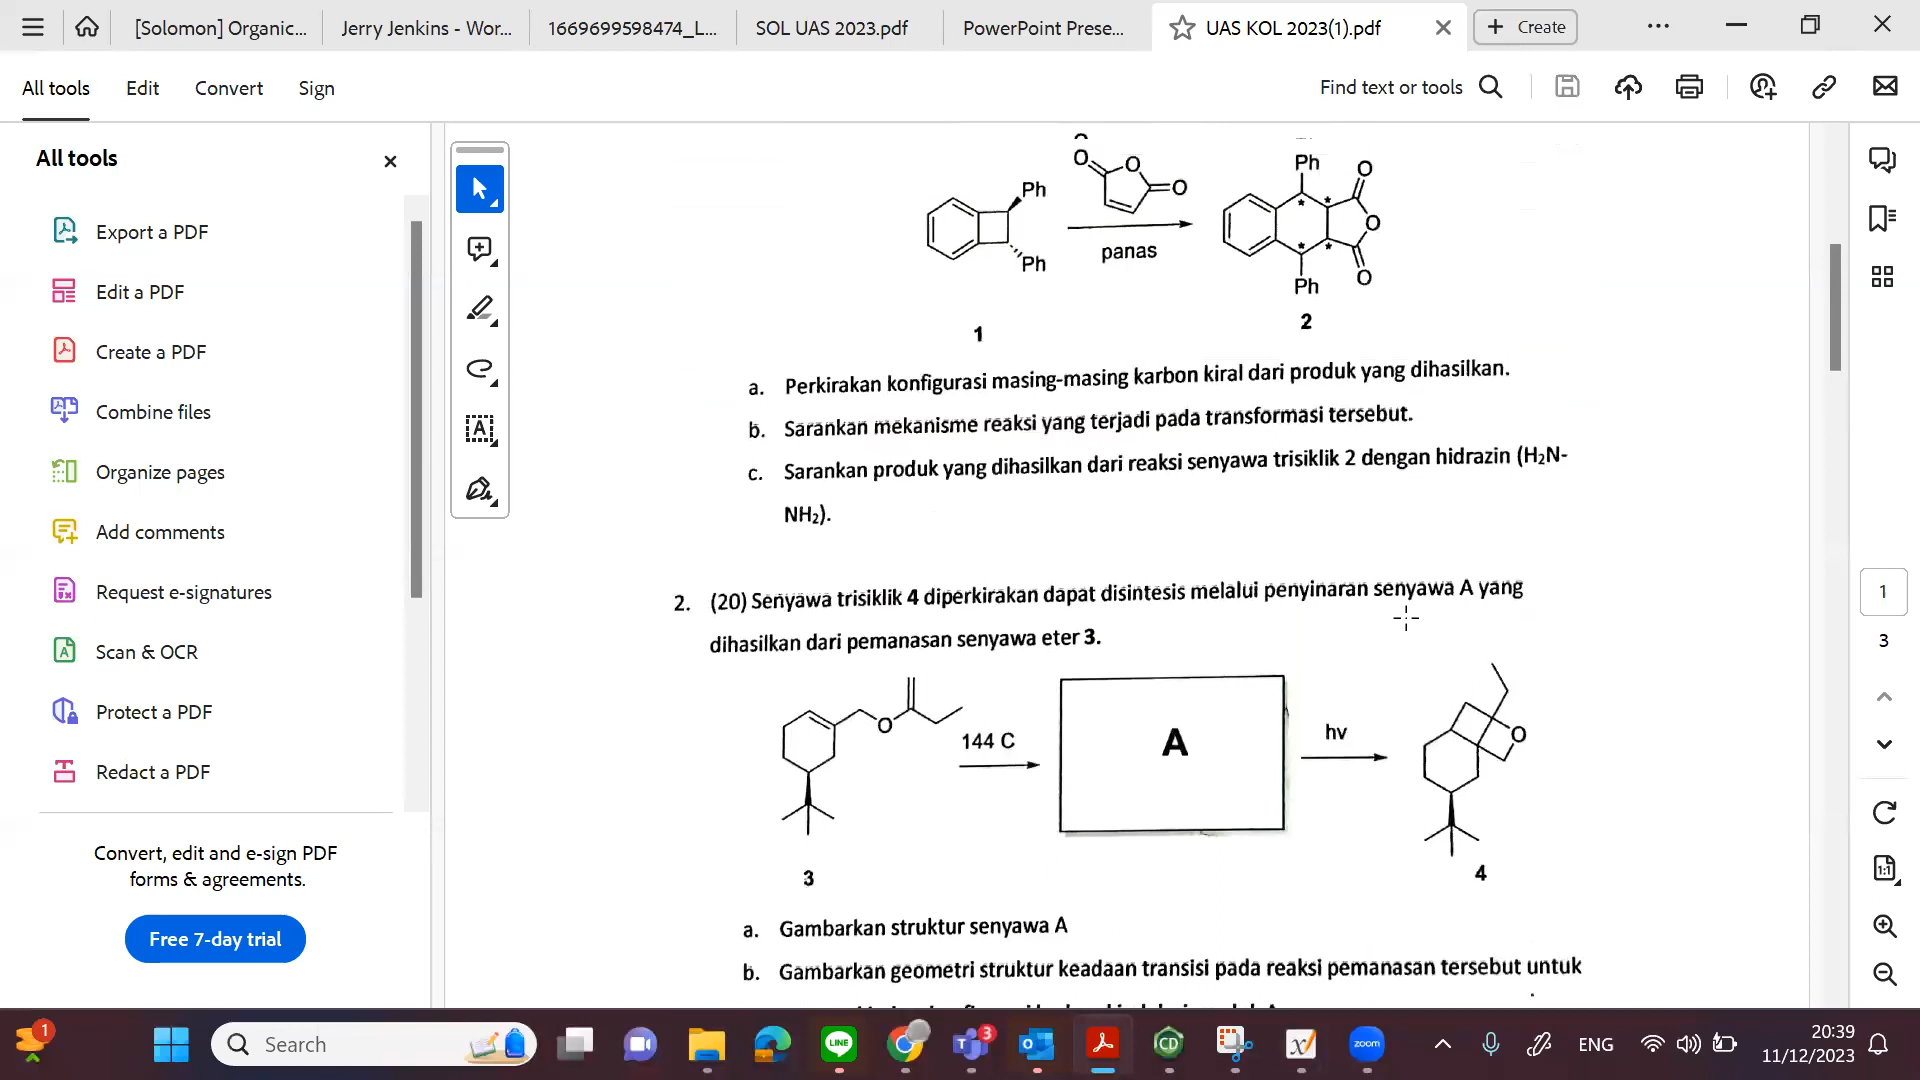 [Solomon] Organic...
Jerry Jenkins - Wor...
1669699598474_L...
SOL UAS 2023.pdf
PowerPoint Prese...
UAS KOL 2023(1).pdf
Create
All tools
Edit
Convert
Sign
Find text or tools
All tools
Export a PDF
Edit a PDF
Create a PDF
Combine files
Organize pages
Add comments
Request e-signatures
Scan & OCR
Protect a PDF
Redact a PDF
Convert, edit and e-sign PDF
forms & agreements.
Free 7-day trial
Ph
Ph
O
O
O
panas
Ph
Ph
O
O
O
* *
* *
1
2
a. Perkirakan konfigurasi masing-masing karbon kiral dari produk yang dihasilkan.
b. Sarankan mekanisme reaksi yang terjadi pada transformasi tersebut.
c. Sarankan produk yang dihasilkan dari reaksi senyawa trisiklik 2 dengan hidrazin (H₂N-
NH₂).
2. (20) Senyawa trisiklik 4 diperkirakan dapat disintesis melalui penyinaran senyawa A yang
dihasilkan dari pemanasan senyawa eter 3.
O
144 C
A
hv
O
3
4
a. Gambarkan struktur senyawa A
b. Gambarkan geometri struktur keadaan transisi pada reaksi pemanasan tersebut untuk
1
3
1:1
1
Search
LINE
3
CD
zoom
ENG
20:39
11/12/2023